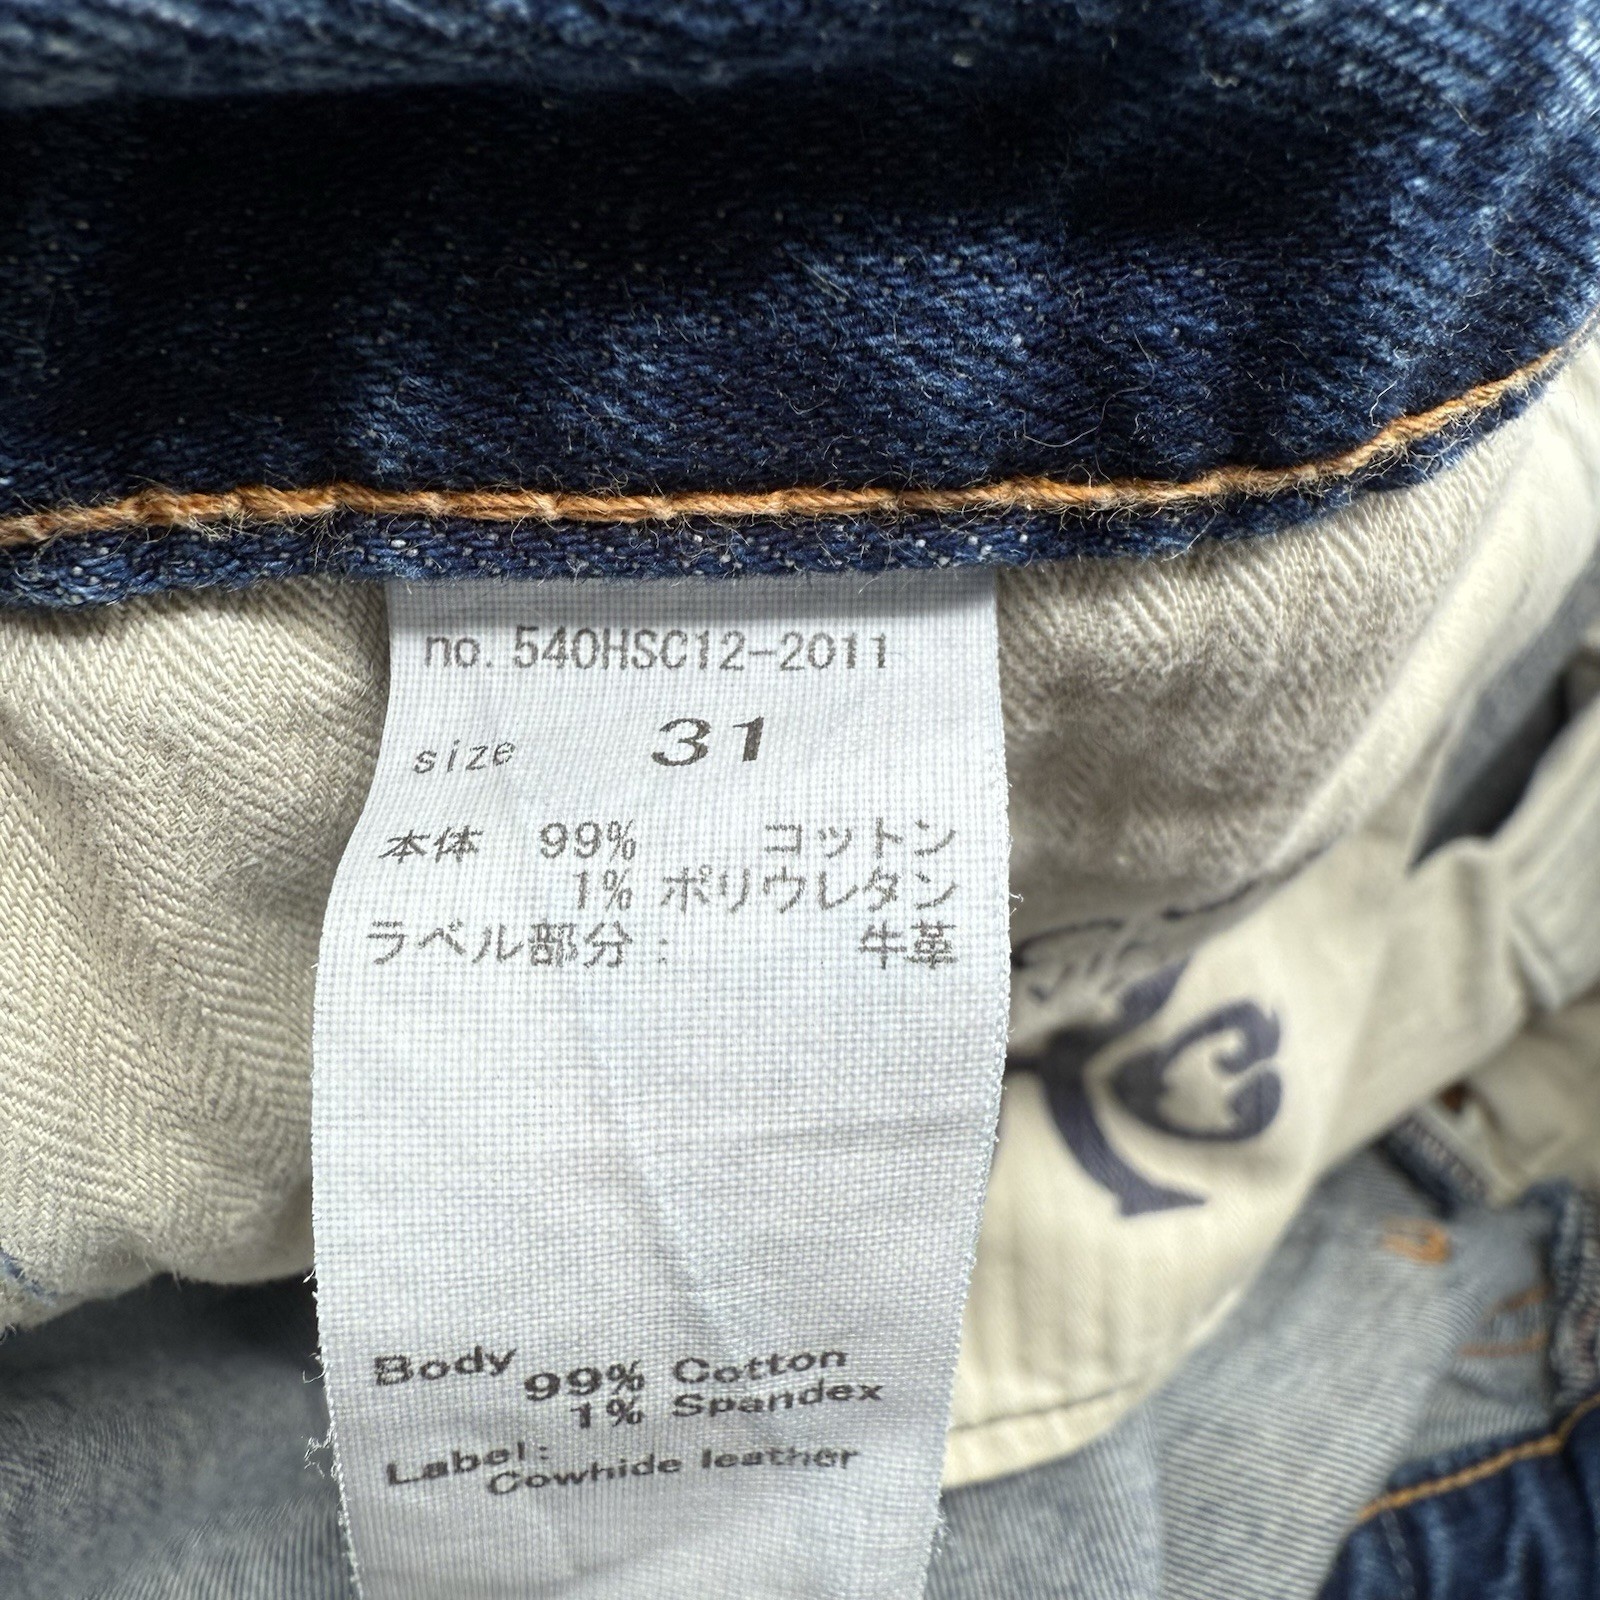 no. 540HSC12-2011
size 31
本体 99% コットン
1% ポリウレタン
ラベル部分: 牛革
Body 99% Cotton
1% Spandex
Label: Cowhide leather